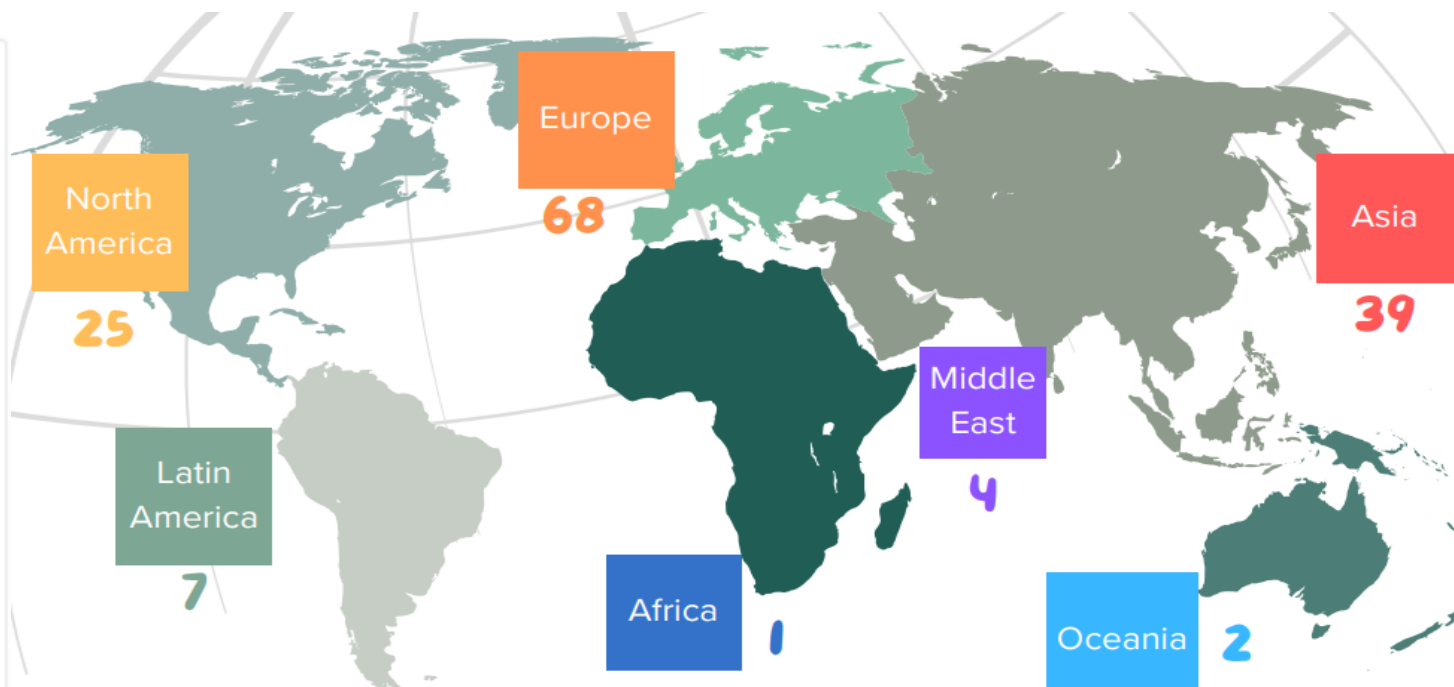 Europe
68
North
America
25
Asia
39
Middle
East
4
Latin
America
7
Africa
1
Oceania
2